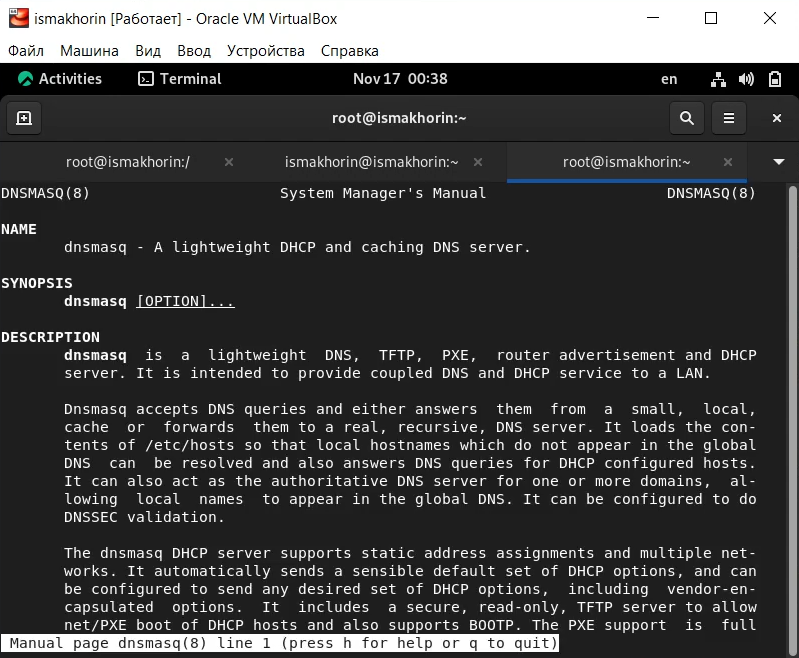 ismakhorin [Работает] - Oracle VM VirtualBox
Файл Машина Вид Ввод Устройства Справка
Activities Terminal Nov 17 00:38 en
root@ismakhorin:~
root@ismakhorin:/ ismakhorin@ismakhorin:~ root@ismakhorin:~
DNSMASQ(8) System Manager's Manual DNSMASQ(8)
NAME
dnsmasq - A lightweight DHCP and caching DNS server.
SYNOPSIS
dnsmasq [OPTION]...
DESCRIPTION
dnsmasq is a lightweight DNS, TFTP, PXE, router advertisement and DHCP
server. It is intended to provide coupled DNS and DHCP service to a LAN.
Dnsmasq accepts DNS queries and either answers them from a small, local,
cache or forwards them to a real, recursive, DNS server. It loads the con-
tents of /etc/hosts so that local hostnames which do not appear in the global
DNS can be resolved and also answers DNS queries for DHCP configured hosts.
It can also act as the authoritative DNS server for one or more domains, al-
lowing local names to appear in the global DNS. It can be configured to do
DNSSEC validation.
The dnsmasq DHCP server supports static address assignments and multiple net-
works. It automatically sends a sensible default set of DHCP options, and can
be configured to send any desired set of DHCP options, including vendor-en-
capsulated options. It includes a secure, read-only, TFTP server to allow
net/PXE boot of DHCP hosts and also supports BOOTP. The PXE support is full
Manual page dnsmasq(8) line 1 (press h for help or q to quit)